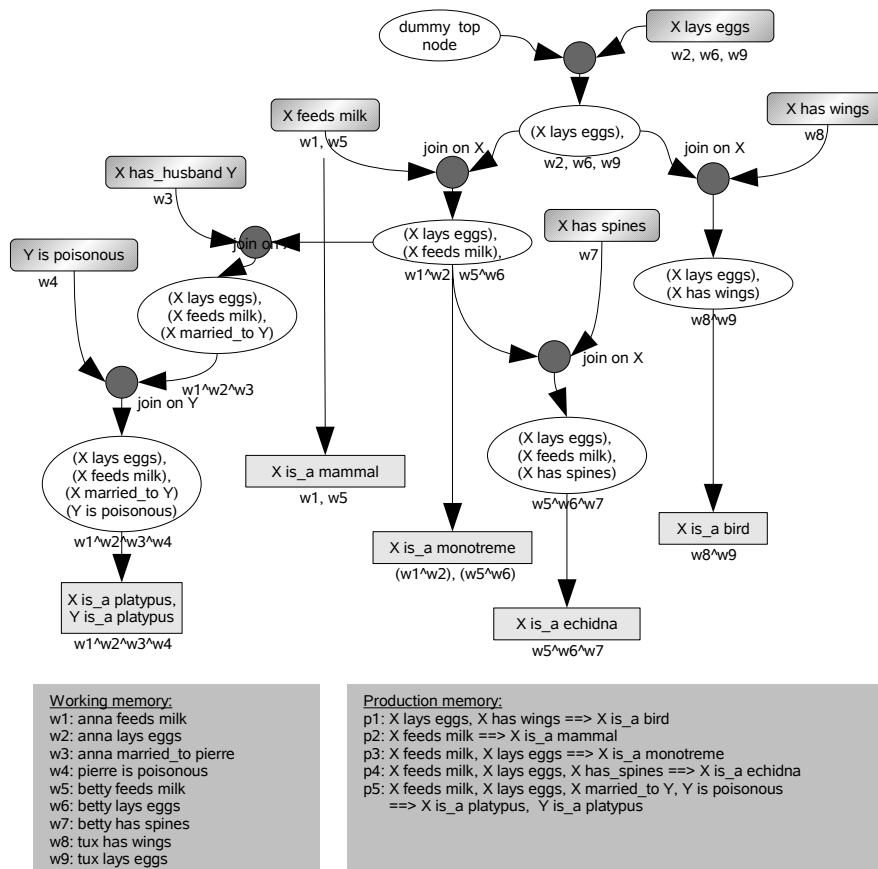 dummy top
node
X lays eggs
w2, w6, w9
X feeds milk
w1, w5
(X lays eggs),
w2, w6, w9
X has wings
w8
join on X
join on X
X has_husband Y
w3
join on
(X lays eggs),
(X feeds milk),
w1^w2 w5^w6
X has spines
w7
Y is poisonous
w4
(X lays eggs),
(X feeds milk),
(X married_to Y)
w1^w2^w3
(X lays eggs),
(X has wings)
w8^w9
join on X
join on Y
(X lays eggs),
(X feeds milk),
(X married_to Y)
(Y is poisonous)
w1^w2^w3^w4
X is_a mammal
w1, w5
(X lays eggs),
(X feeds milk),
(X has spines)
w5^w6^w7
X is_a monotreme
(w1^w2), (w5^w6)
X is_a bird
w8^w9
X is_a platypus,
Y is_a platypus
w1^w2^w3^w4
X is_a echidna
w5^w6^w7
Working memory:
w1: anna feeds milk
w2: anna lays eggs
w3: anna married_to pierre
w4: pierre is poisonous
w5: betty feeds milk
w6: betty lays eggs
w7: betty has spines
w8: tux has wings
w9: tux lays eggs
Production memory:
p1: X lays eggs, X has wings ==> X is_a bird
p2: X feeds milk ==> X is_a mammal
p3: X feeds milk, X lays eggs ==> X is_a monotreme
p4: X feeds milk, X lays eggs, X has_spines ==> X is_a echidna
p5: X feeds milk, X lays eggs, X married_to Y, Y is poisonous
==> X is_a platypus, Y is_a platypus